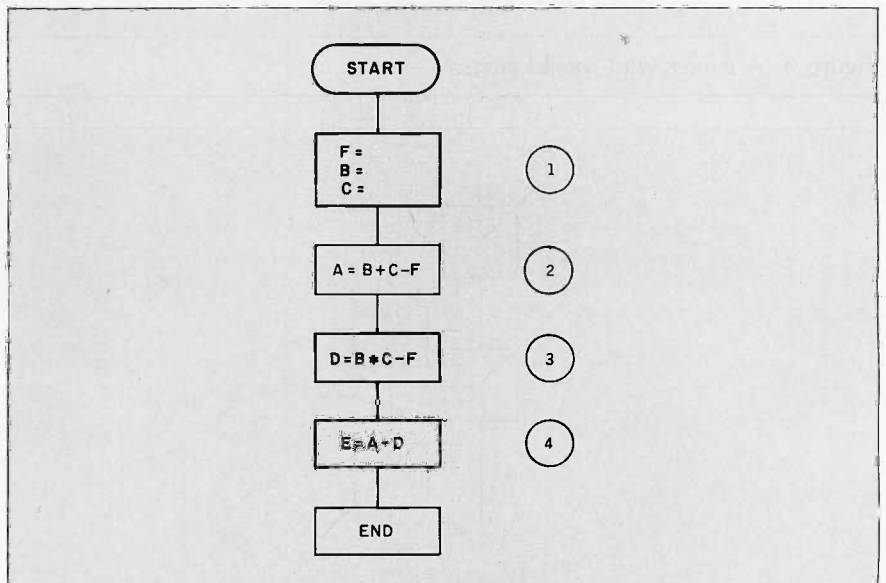 START
F =
B =
C =
1
A = B + C - F
2
D = B * C - F
3
4
END